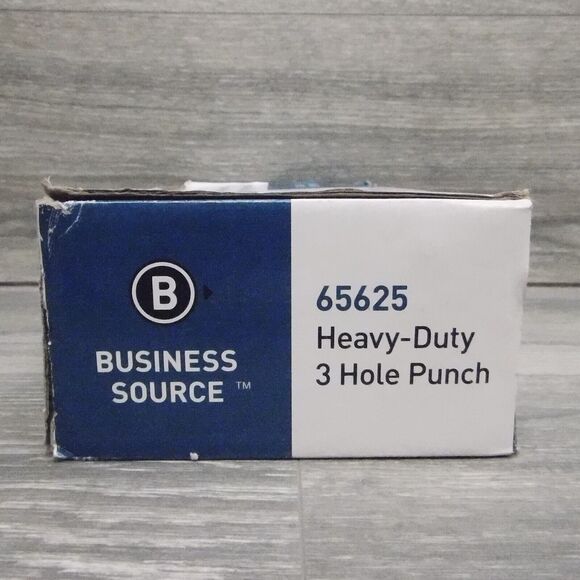 B
BUSINESS
SOURCE ™
65625
Heavy-Duty
3 Hole Punch